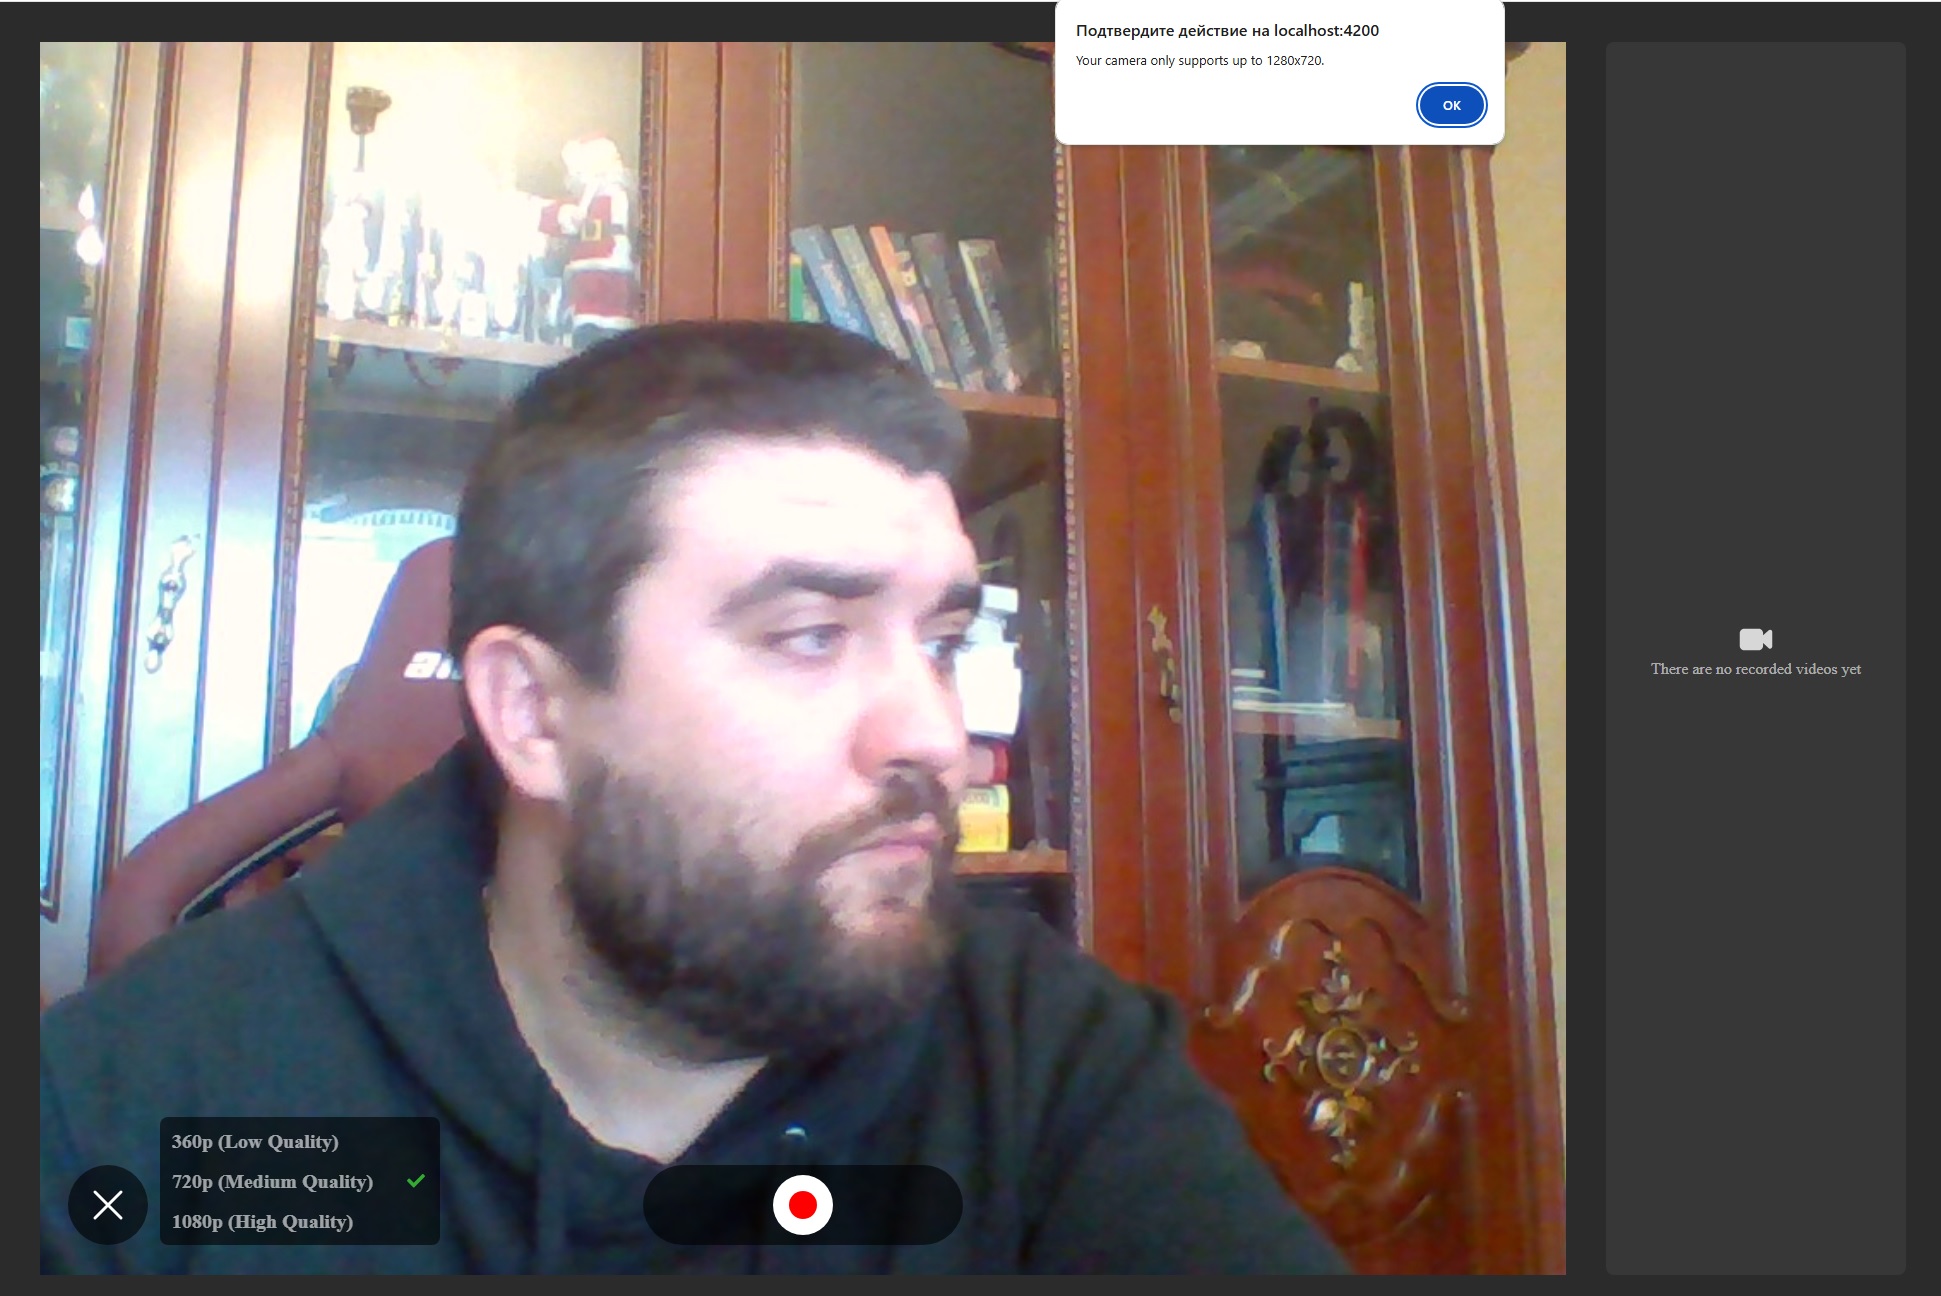 Подтвердите действие на localhost:4200
Your camera only supports up to 1280x720.
OK
There are no recorded videos yet
360p (Low Quality)
720p (Medium Quality)
1080p (High Quality)